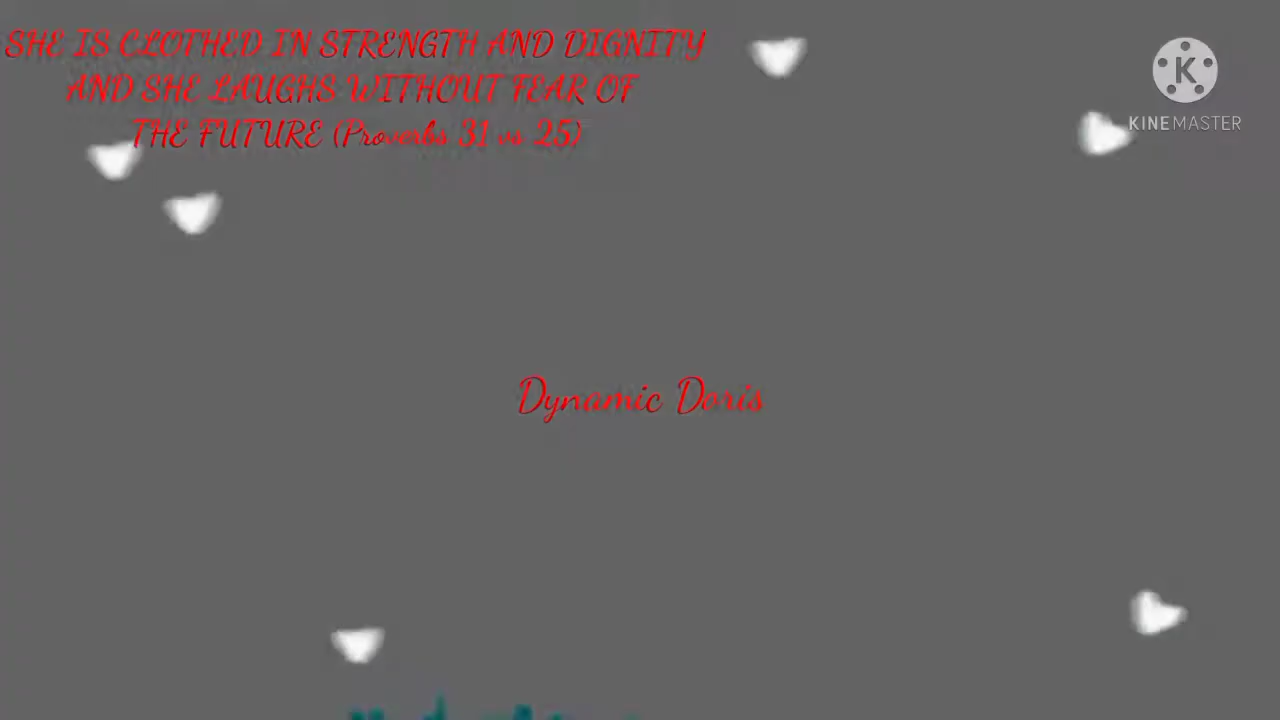 SHE IS CLOTHED IN STRENGTH AND DIGNITY
AND SHE LAUGHS WITHOUT FEAR OF
THE FUTURE (Proverbs 31 vs 25)
KINEMASTER
Dynamic Doris